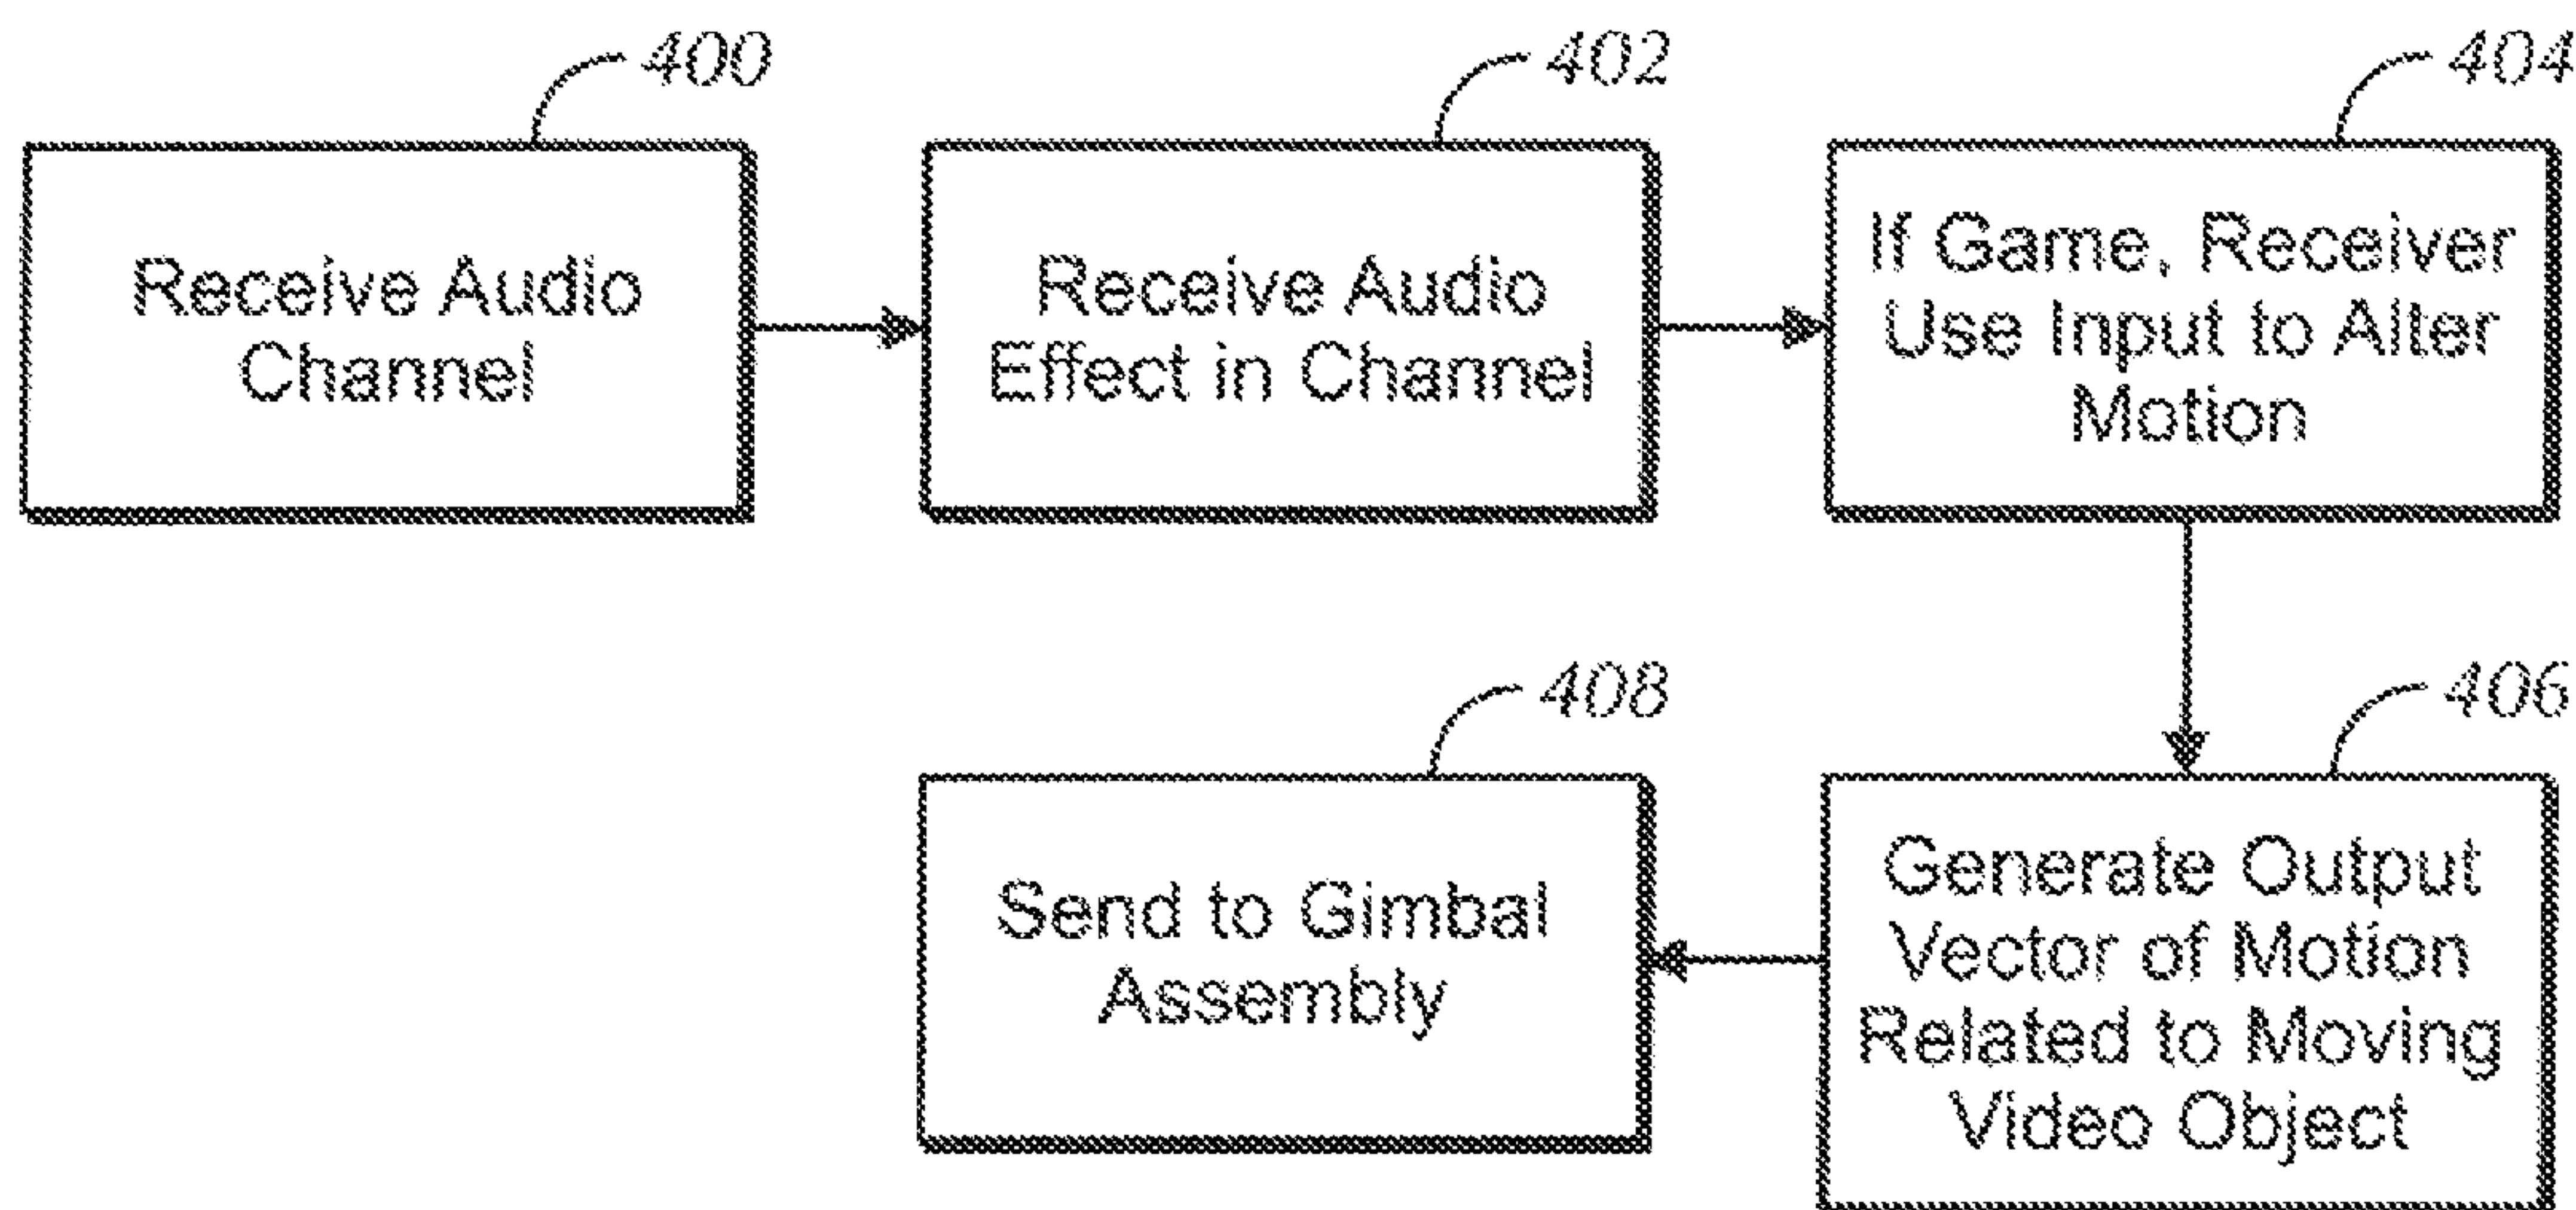 400
Receive Audio
Channel
402
Receive Audio
Effect in Channel
404
If Game, Receiver
Use Input to Alter
Motion
406
Generate Output
Vector of Motion
Related to Moving
Video Object
408
Send to Gimbal
Assembly